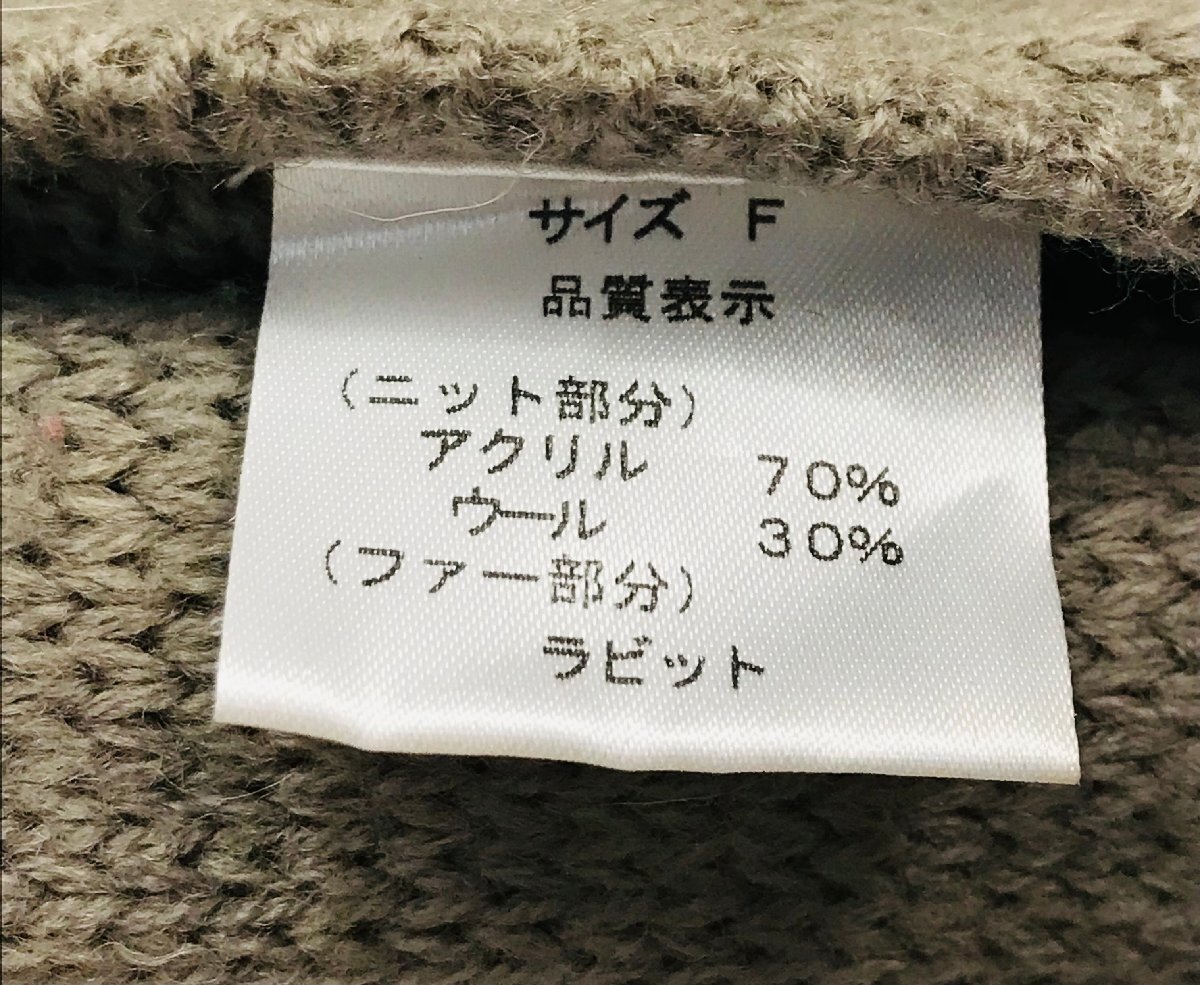 サイズ F
品質表示
(ニット部分)
アクリル 70%
ウール 30%
(ファー部分)
ラビット